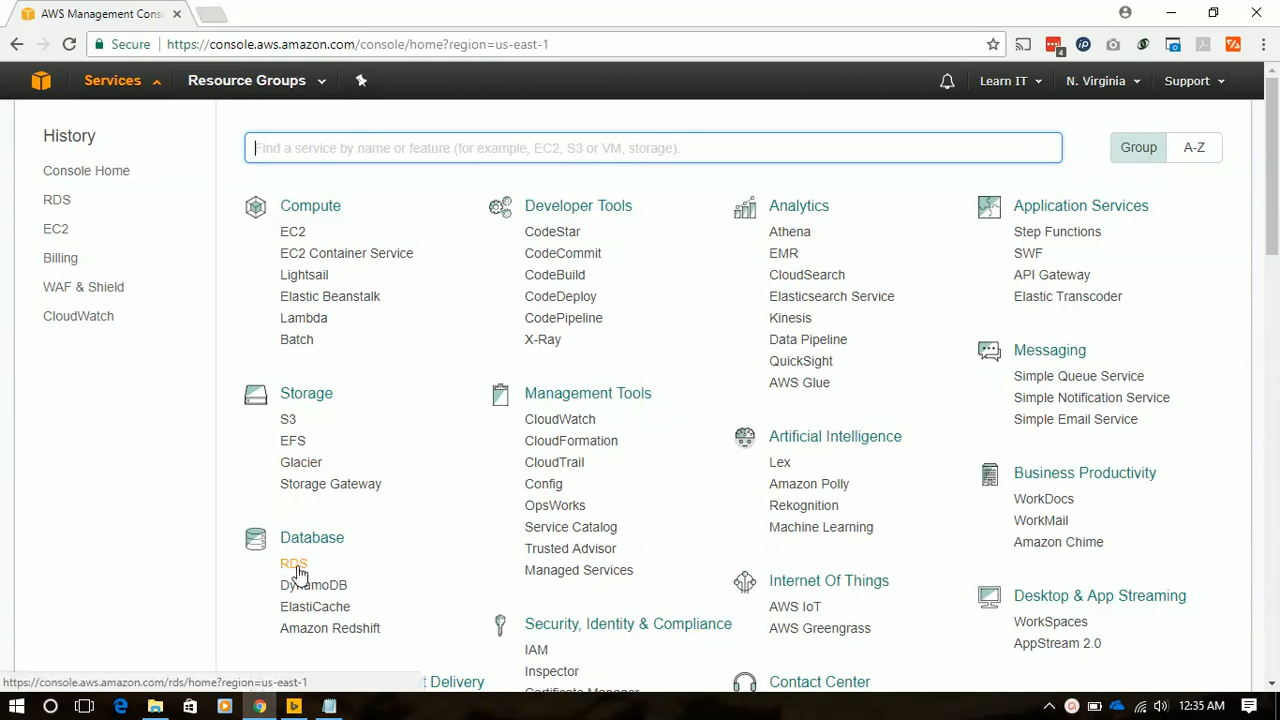 AWS Management Cons
Secure https://console.aws.amazon.com/console/home?region=us-east-1
4
Services Resource Groups Learn IT N. Virginia Support
History
Console Home
RDS
EC2
Billing
WAF & Shield
CloudWatch
Find a service by name or feature (for example, EC2, S3 or VM, storage).
Group A-Z
Compute
EC2
EC2 Container Service
Lightsail
Elastic Beanstalk
Lambda
Batch
Storage
S3
EFS
Glacier
Storage Gateway
Database
RDS
DynamoDB
ElastiCache
Amazon Redshift
t Delivery
Developer Tools
CodeStar
CodeCommit
CodeBuild
CodeDeploy
CodePipeline
X-Ray
Management Tools
CloudWatch
CloudFormation
CloudTrail
Config
OpsWorks
Service Catalog
Trusted Advisor
Managed Services
Security, Identity & Compliance
IAM
Inspector
Certificate Manager
Analytics
Athena
EMR
CloudSearch
Elasticsearch Service
Kinesis
Data Pipeline
QuickSight
AWS Glue
Artificial Intelligence
Lex
Amazon Polly
Rekognition
Machine Learning
Internet Of Things
AWS IoT
AWS Greengrass
Contact Center
Application Services
Step Functions
SWF
API Gateway
Elastic Transcoder
Messaging
Simple Queue Service
Simple Notification Service
Simple Email Service
Business Productivity
WorkDocs
WorkMail
Amazon Chime
Desktop & App Streaming
WorkSpaces
AppStream 2.0
https://console.aws.amazon.com/rds/home?region=us-east-1
12:35 AM